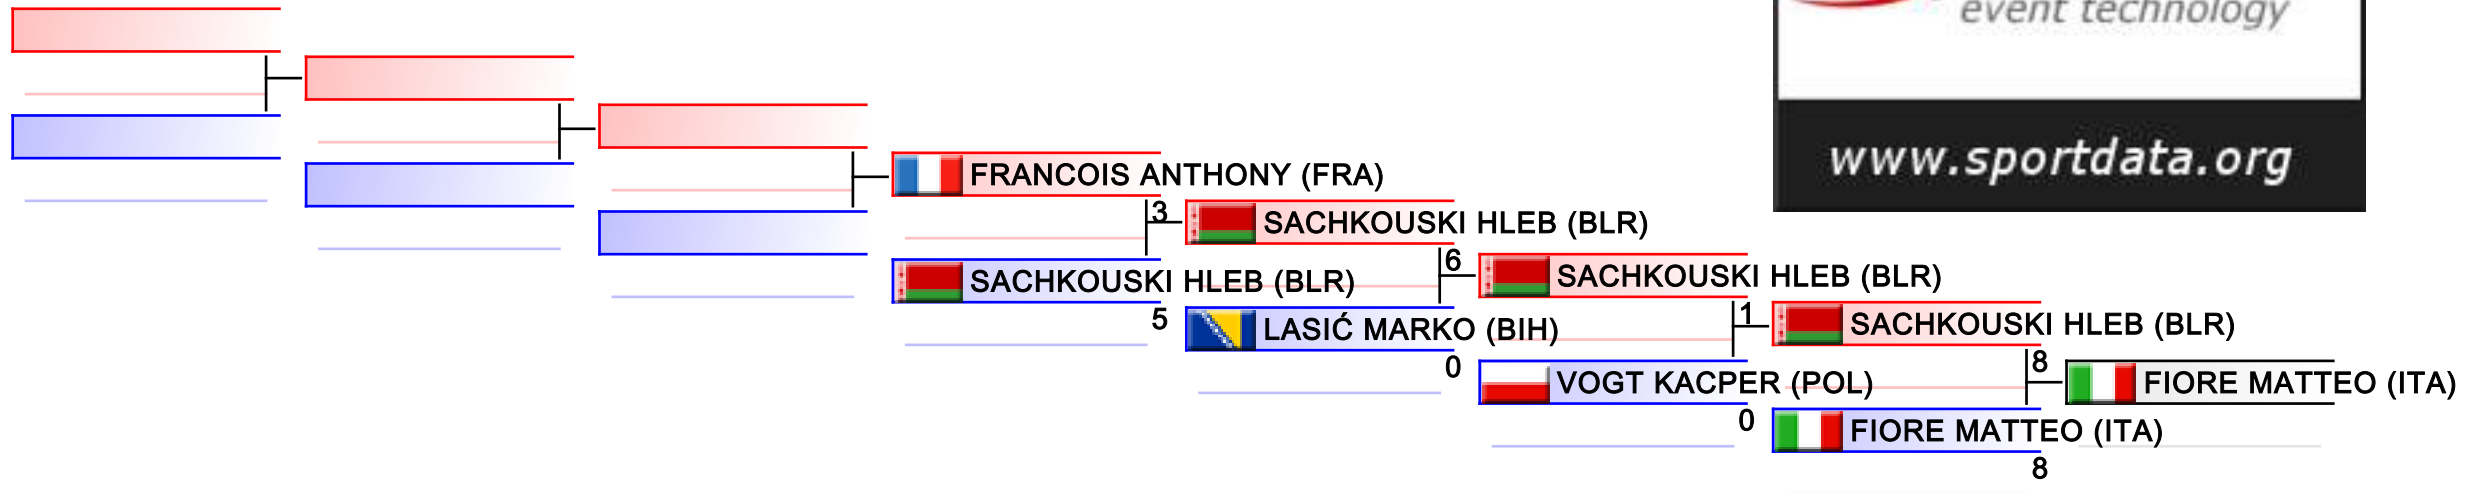 event technology
www.sportdata.org
FRANCOIS ANTHONY (FRA)
3
SACHKOUSKI HLEB (BLR)
5
SACHKOUSKI HLEB (BLR)
6
LASIĆ MARKO (BIH)
0
SACHKOUSKI HLEB (BLR)
1
VOGT KACPER (POL)
0
SACHKOUSKI HLEB (BLR)
8
FIORE MATTEO (ITA)
8
FIORE MATTEO (ITA)